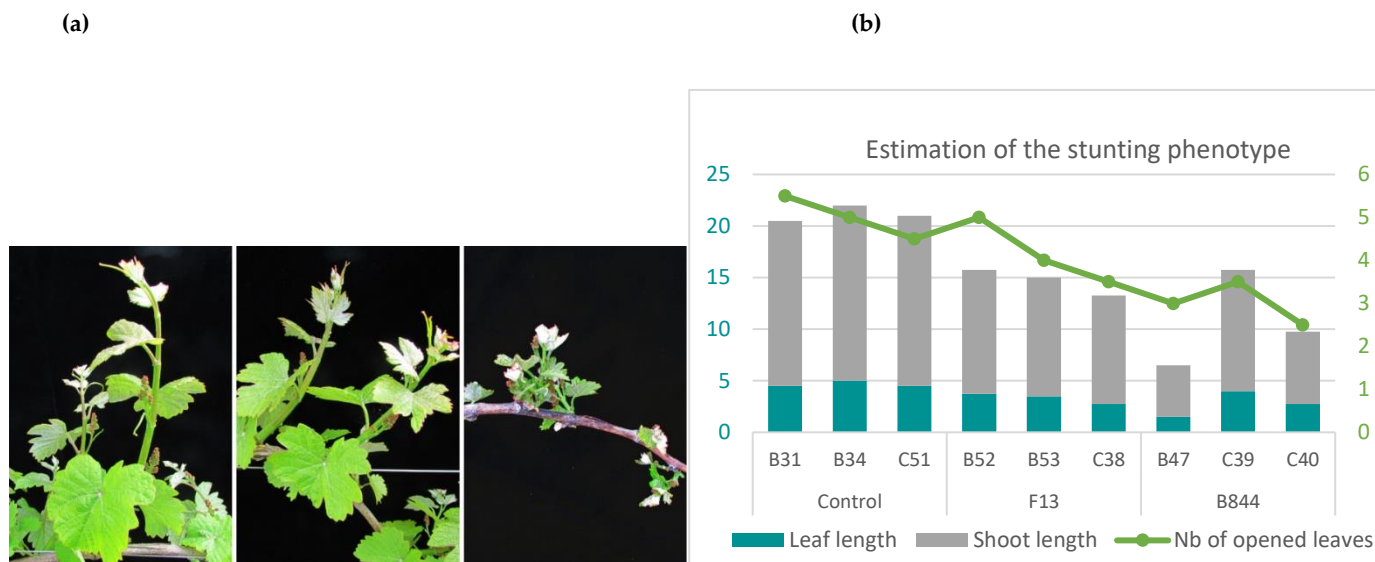 (a)
(b)
Estimation of the stunting phenotype
25
20
15
10
5
0
6
5
4
3
2
1
0
B31 B34 C51 B52 B53 C38 B47 C39 C40
Control F13 B844
Leaf length Shoot length Nb of opened leaves